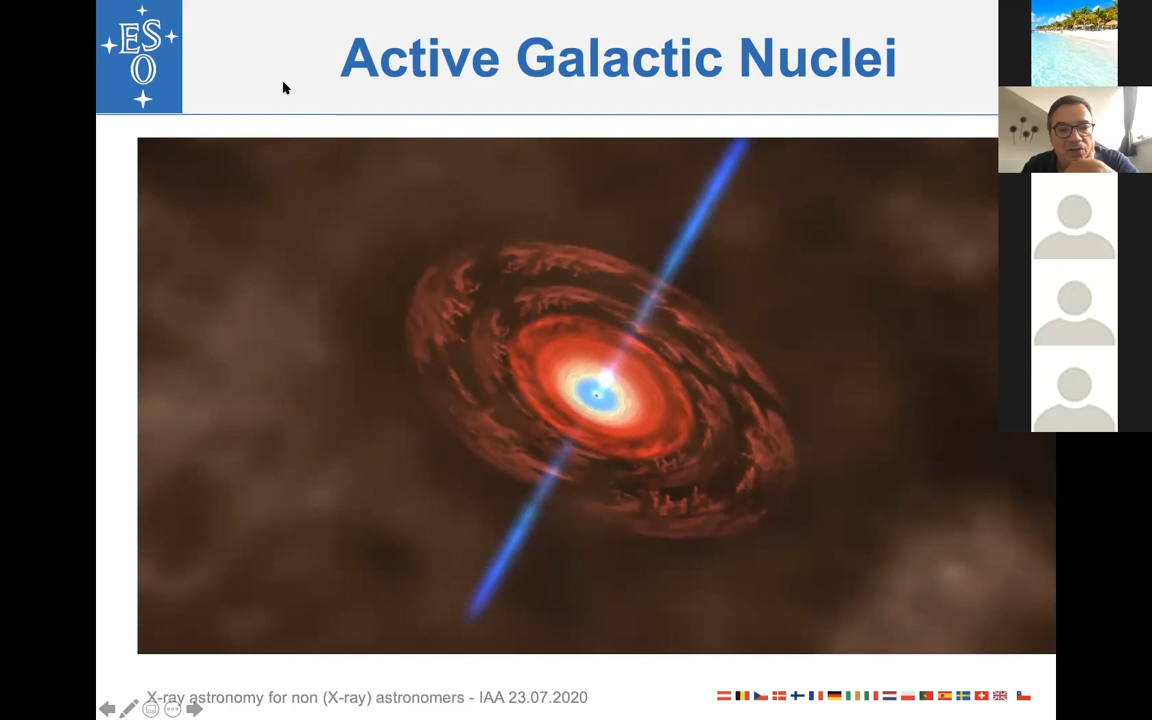 ES
O
Active Galactic Nuclei
X-ray astronomy for non (X-ray) astronomers - IAA 23.07.2020